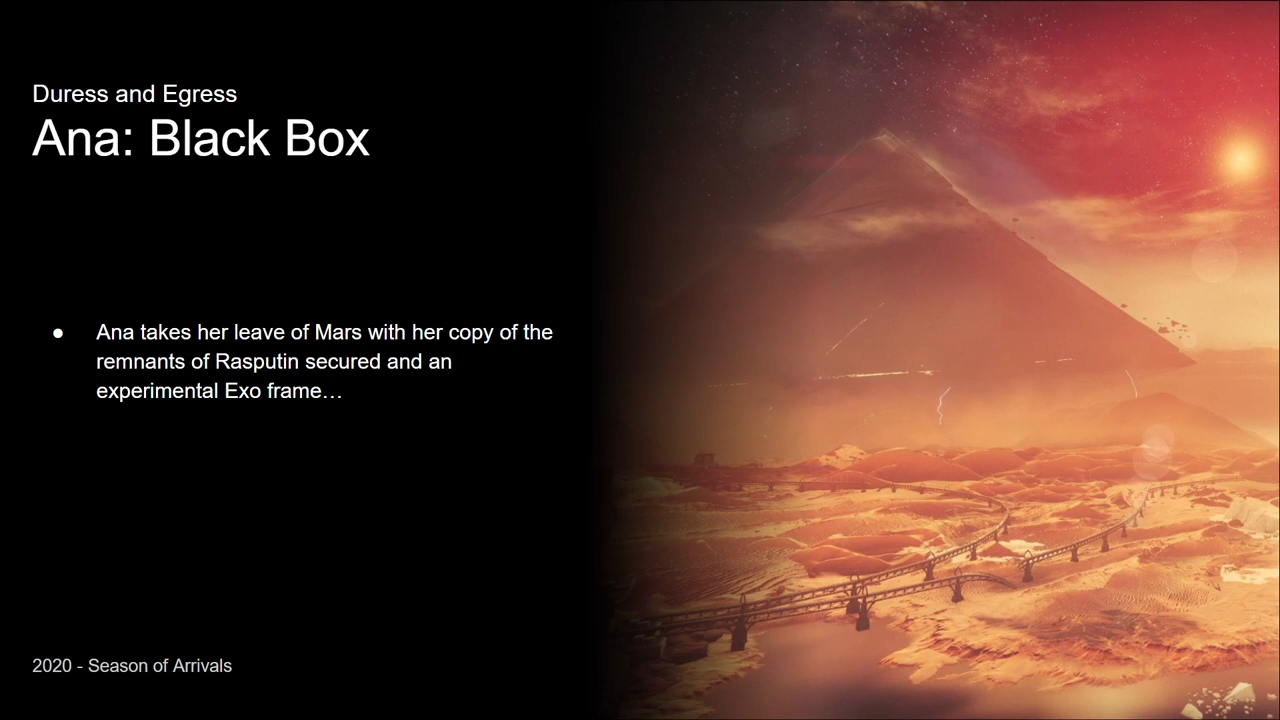 Duress and Egress
Ana: Black Box
● Ana takes her leave of Mars with her copy of the
remnants of Rasputin secured and an
experimental Exo frame…
2020 - Season of Arrivals